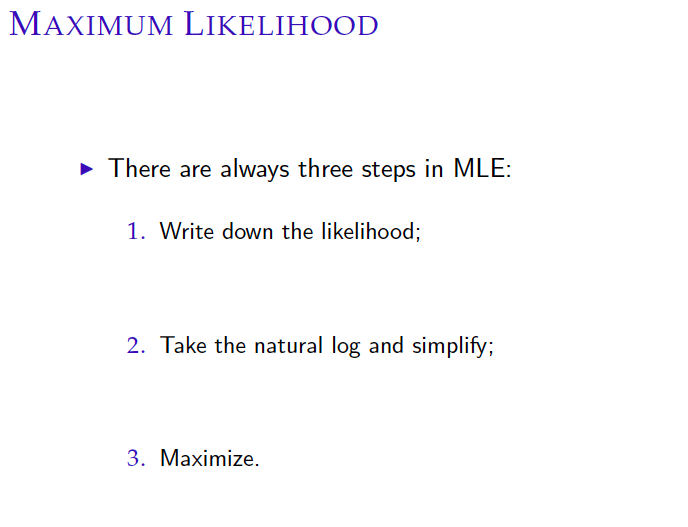 MAXIMUM LIKELIHOOD
▶ There are always three steps in MLE:
1. Write down the likelihood;
2. Take the natural log and simplify;
3. Maximize.